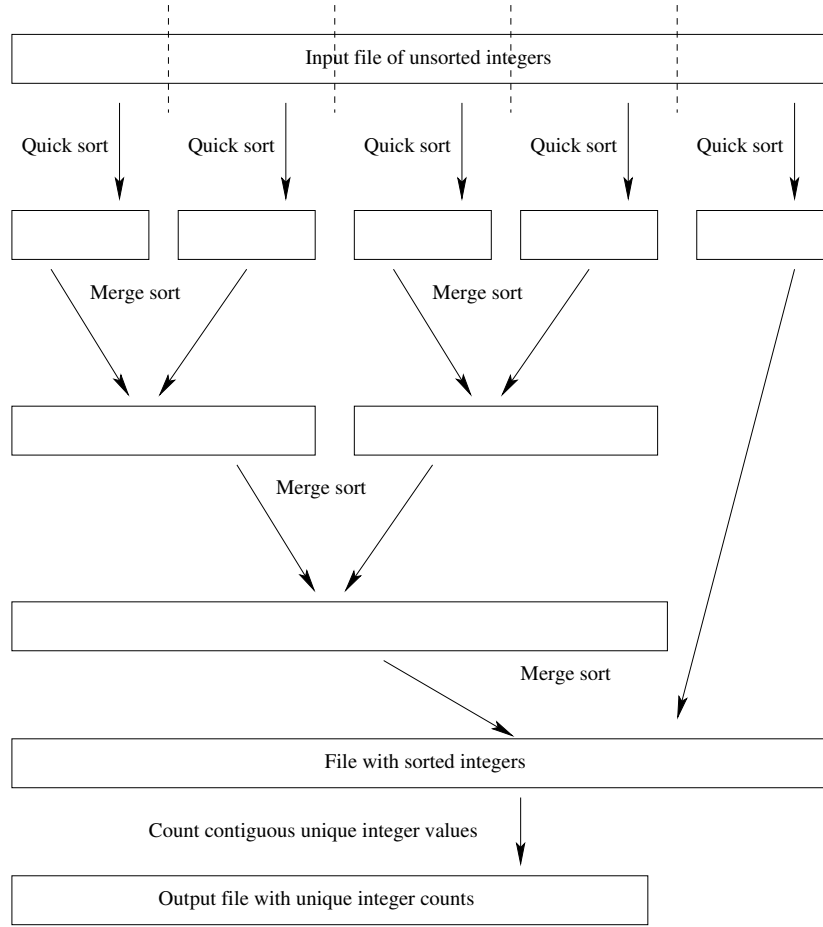 Input file of unsorted integers
Quick sort
Quick sort
Quick sort
Quick sort
Quick sort
Merge sort
Merge sort
Merge sort
Merge sort
File with sorted integers
Count contiguous unique integer values
Output file with unique integer counts